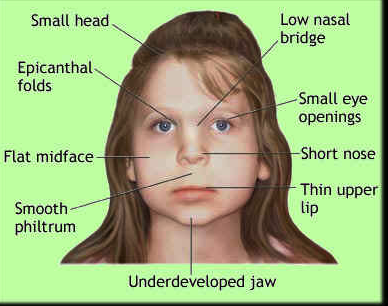 Small head
Low nasal
bridge
Epicanthal
folds
Small eye
openings
Flat midface
Short nose
Smooth
philtrum
Thin upper
lip
Underdeveloped jaw